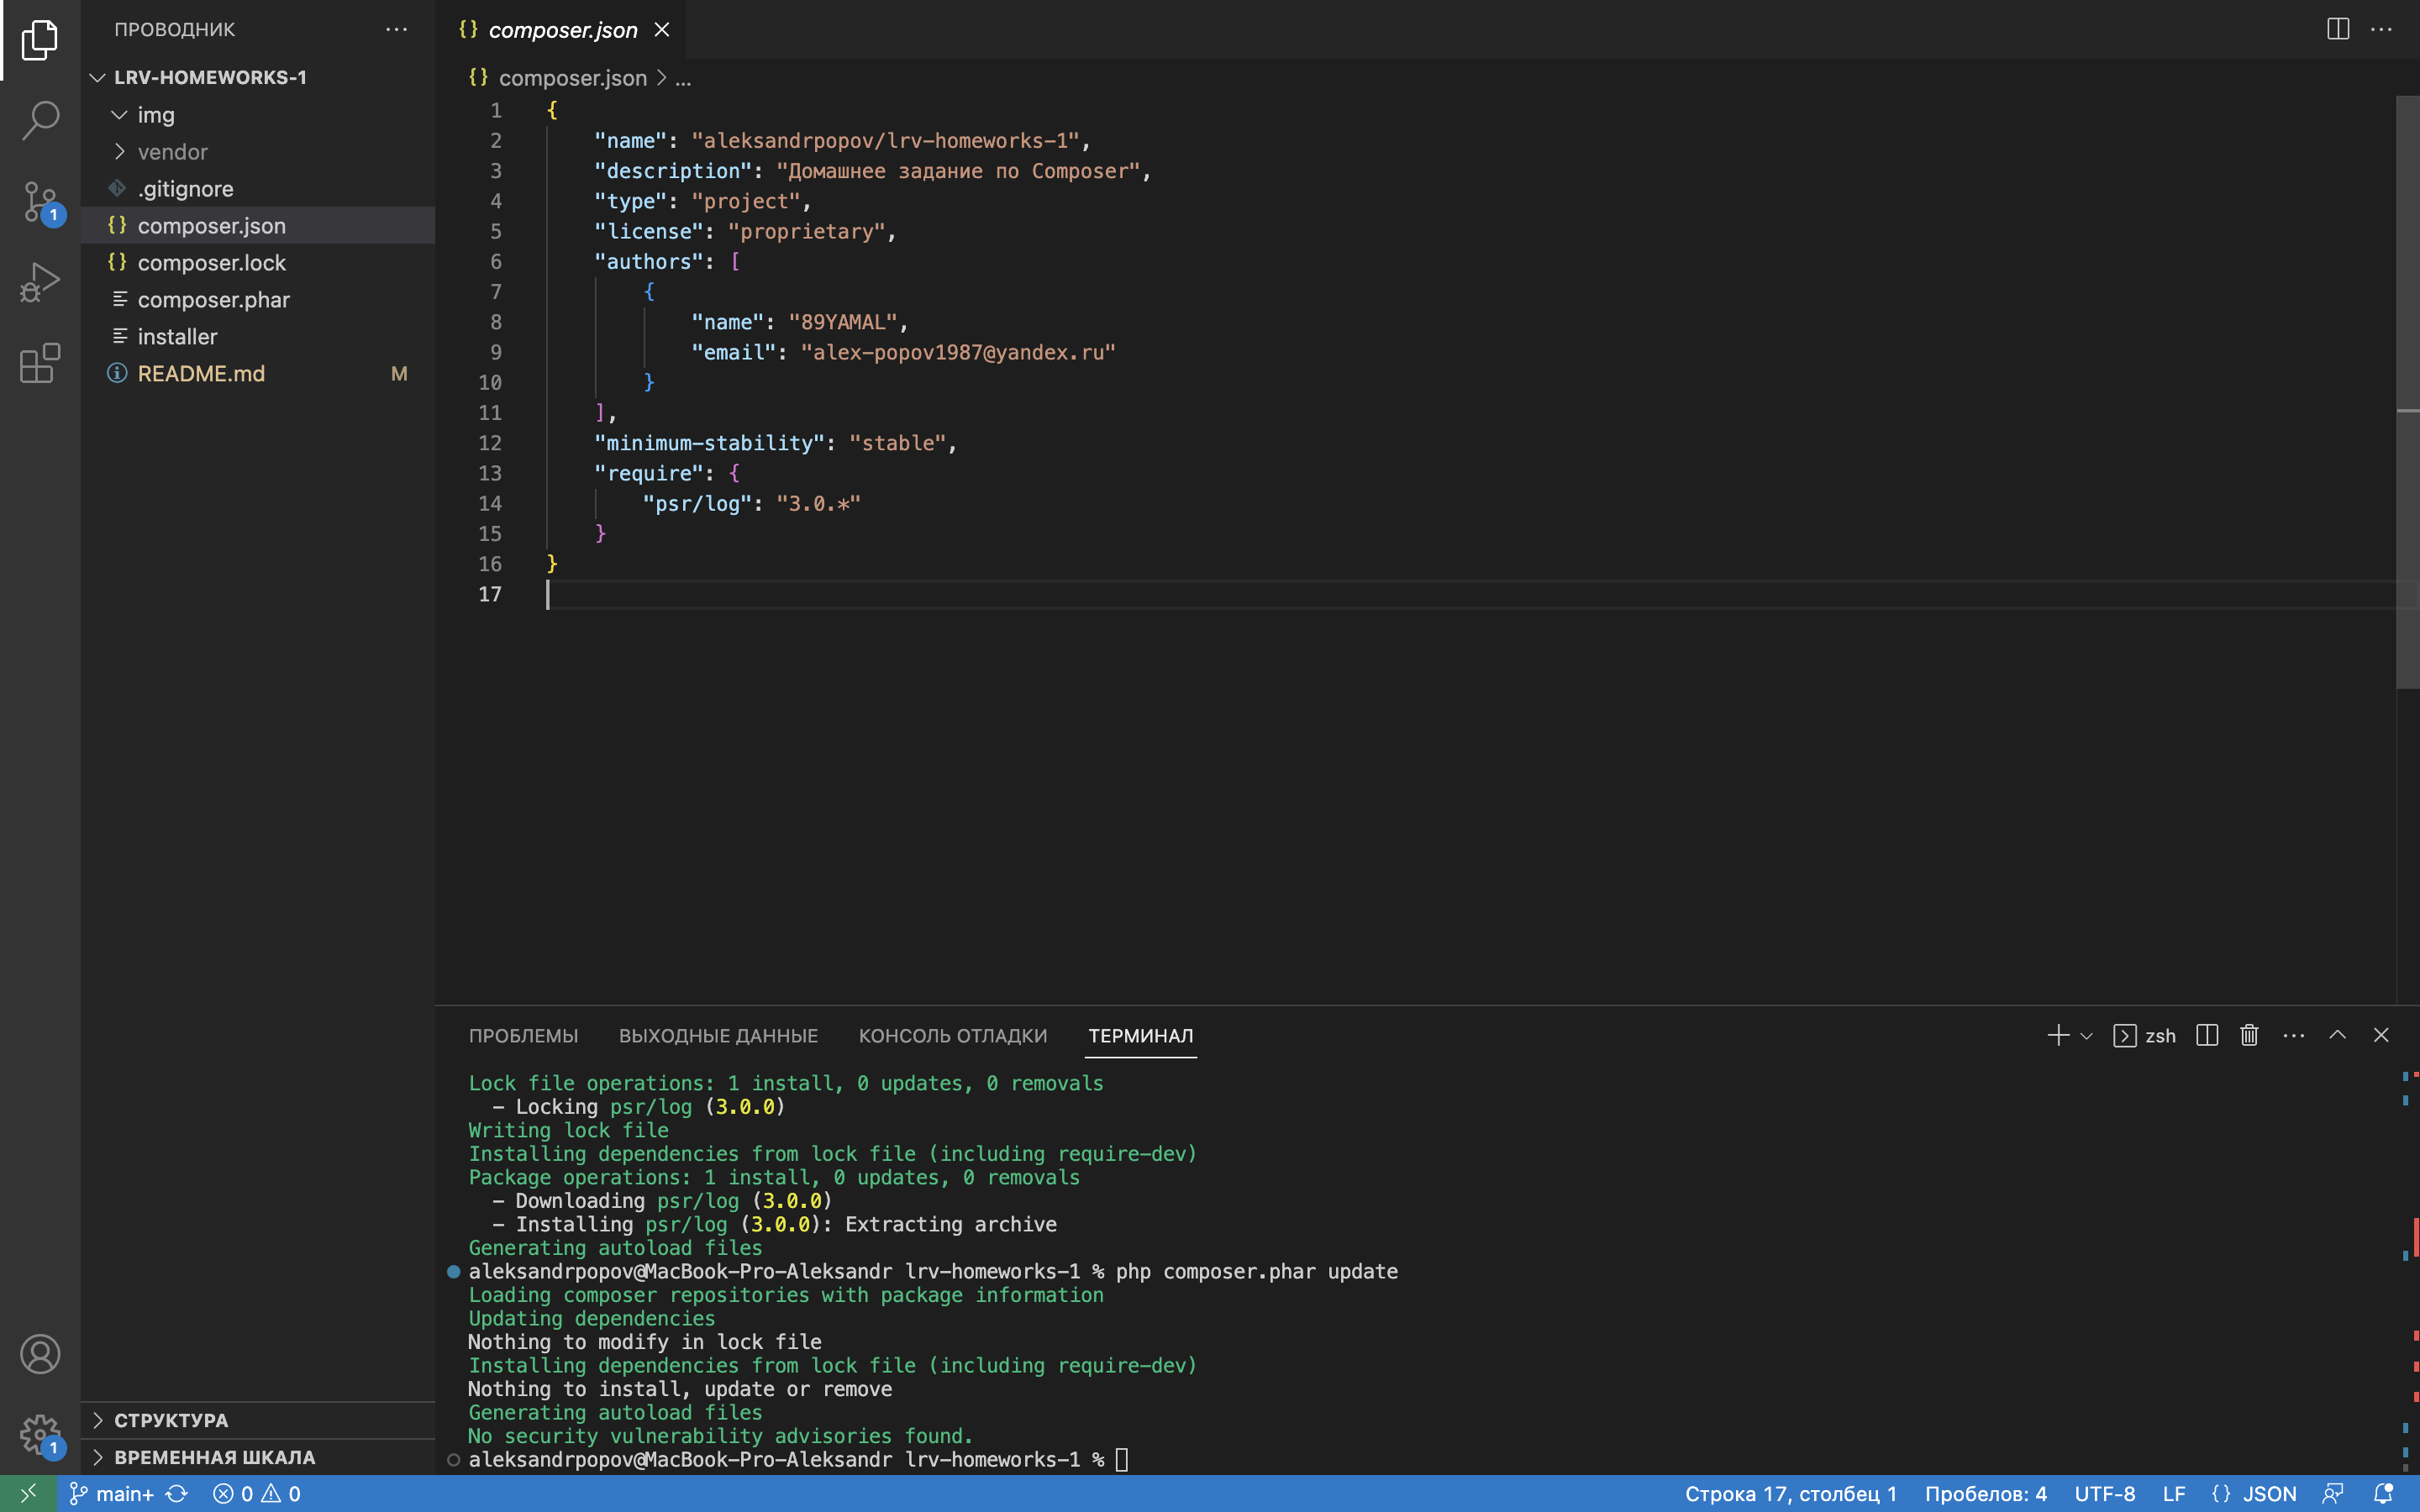 ПРОВОДНИК
LRV-HOMEWORKS-1
img
vendor
.gitignore
composer.json
composer.lock
composer.phar
installer
README.md M
СТРУКТУРА
ВРЕМЕННАЯ ШКАЛА
1
1
composer.json
composer.json > ...
1 {
2 "name": "aleksandrpopov/lrv-homeworks-1",
3 "description": "Домашнее задание по Composer",
4 "type": "project",
5 "license": "proprietary",
6 "authors": [
7 {
8 "name": "89YAMAL",
9 "email": "alex-popov1987@yandex.ru"
10 }
11 ],
12 "minimum-stability": "stable",
13 "require": {
14 "psr/log": "3.0.*"
15 }
16 }
17
ПРОБЛЕМЫ ВЫХОДНЫЕ ДАННЫЕ КОНСОЛЬ ОТЛАДКИ ТЕРМИНАЛ zsh
Lock file operations: 1 install, 0 updates, 0 removals
- Locking psr/log (3.0.0)
Writing lock file
Installing dependencies from lock file (including require-dev)
Package operations: 1 install, 0 updates, 0 removals
- Downloading psr/log (3.0.0)
- Installing psr/log (3.0.0): Extracting archive
Generating autoload files
aleksandrpopov@MacBook-Pro-Aleksandr lrv-homeworks-1 % php composer.phar update
Loading composer repositories with package information
Updating dependencies
Nothing to modify in lock file
Installing dependencies from lock file (including require-dev)
Nothing to install, update or remove
Generating autoload files
No security vulnerability advisories found.
aleksandrpopov@MacBook-Pro-Aleksandr lrv-homeworks-1 %
main+ 0 0 Строка 17, столбец 1 Пробелов: 4 UTF-8 LF {} JSON